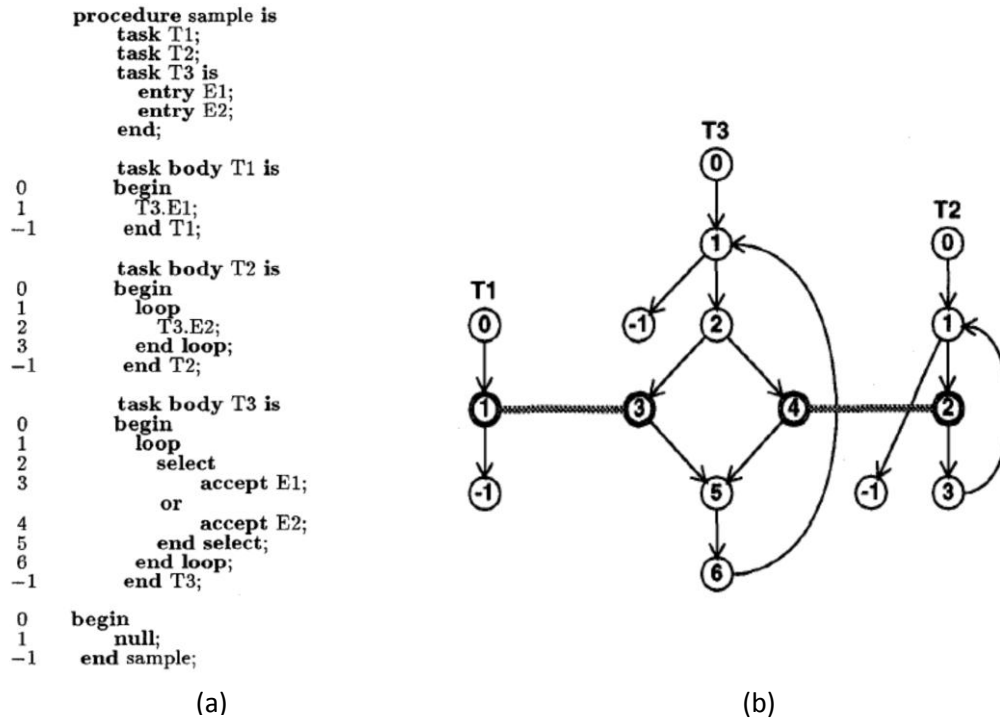 procedure sample is
task T1;
task T2;
task T3 is
entry E1;
entry E2;
end;
task body T1 is
0 begin
1 T3.E1;
−1 end T1;
task body T2 is
0 begin
1 loop
2 T3.E2;
3 end loop;
−1 end T2;
task body T3 is
0 begin
1 loop
2 select
3 accept E1;
or
4 accept E2;
5 end select;
6 end loop;
−1 end T3;
0 begin
1 null;
−1 end sample;
(a)
T3
0
1
-1 2
3 4
5
6
T1
0
1
-1
T2
0
1
2
-1 3
(b)